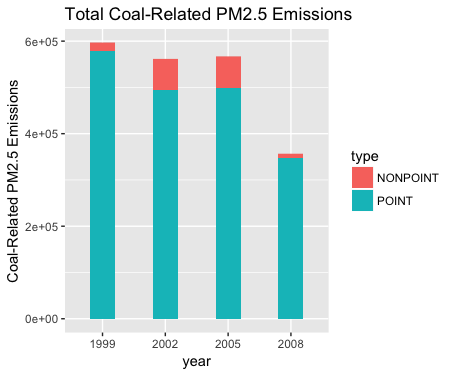 Total Coal-Related PM2.5 Emissions
6e+05
4e+05
2e+05
0e+00
Coal-Related PM2.5 Emissions
1999 2002 2005 2008
year
type
NONPOINT
POINT